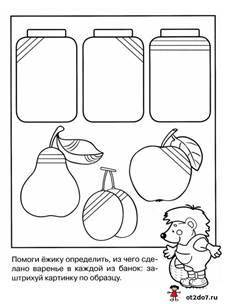 Помоги ёжику определить, из чего сде-
лано варенье в каждой из банок: за-
штрихуй картинку по образцу.
ot2do7.ru